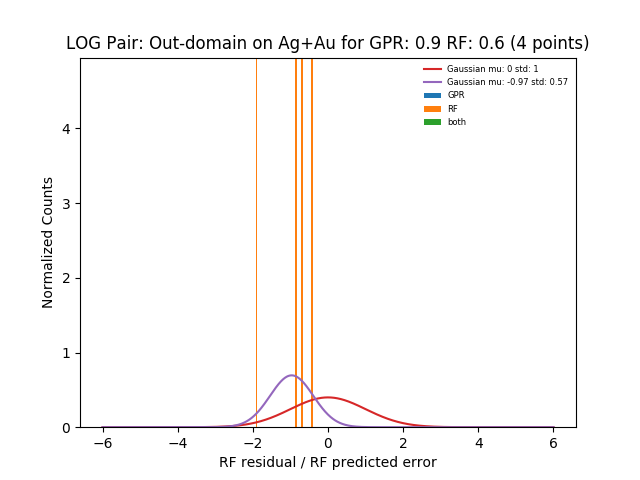 LOG Pair: Out-domain on Ag+Au for GPR: 0.9 RF: 0.6 (4 points)
Gaussian mu: 0 std: 1
Gaussian mu: -0.97 std: 0.57
GPR
RF
both
Normalized Counts
4
3
2
1
0
−6 −4 −2 0 2 4 6
RF residual / RF predicted error